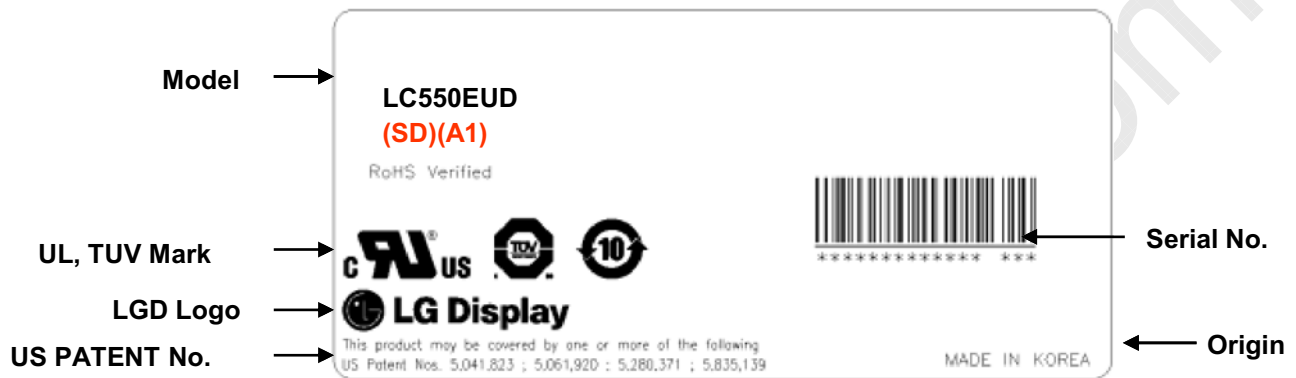 Model
LC550EUD
(SD)(A1)
RoHS Verified
UL, TUV Mark
c RU ® US TUV 10
Serial No.
************ ***
LGD Logo
LG Display
US PATENT No.
This product may be covered by one or more of the following
US Patent Nos. 5,041,823 ; 5,061,920 ; 5,280,371 ; 5,835,139
MADE IN KOREA
Origin